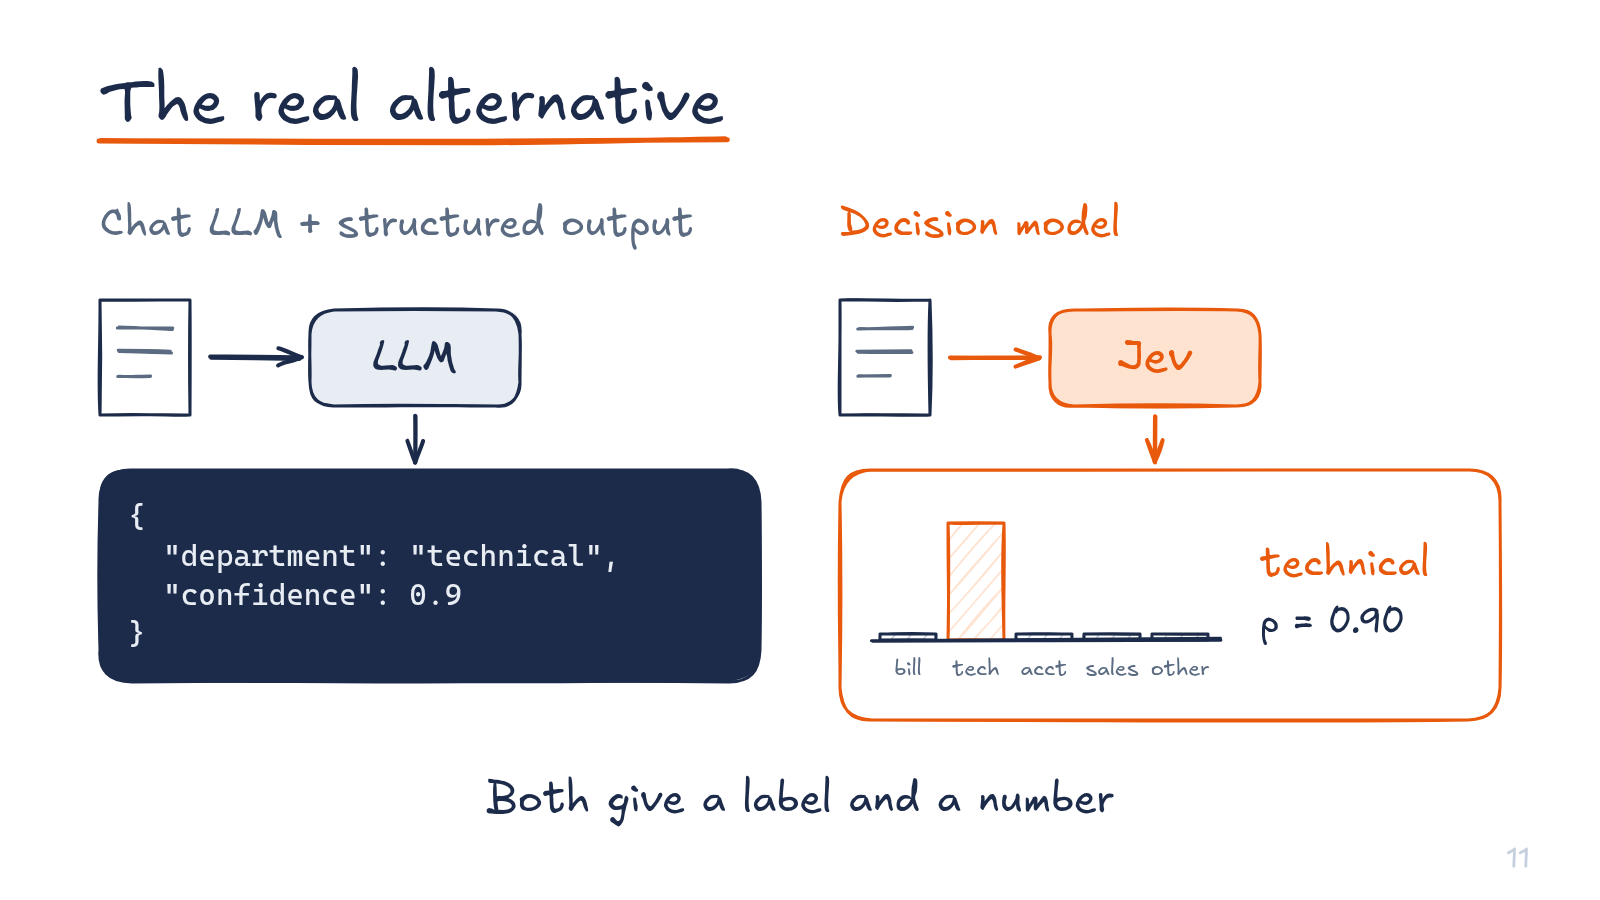 The real alternative
Chat LLM + structured output
LLM
{
  "department": "technical",
  "confidence": 0.9
}
Decision model
Jev
technical
p = 0.90
bill tech acct sales other
Both give a label and a number
11